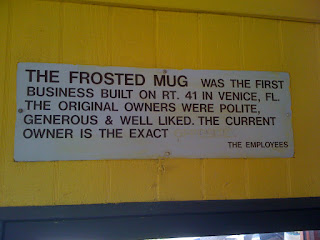 THE FROSTED MUG WAS THE FIRST
BUSINESS BUILT ON RT. 41 IN VENICE, FL.
THE ORIGINAL OWNERS WERE POLITE,
GENEROUS & WELL LIKED. THE CURRENT
OWNER IS THE EXACT
THE EMPLOYEES